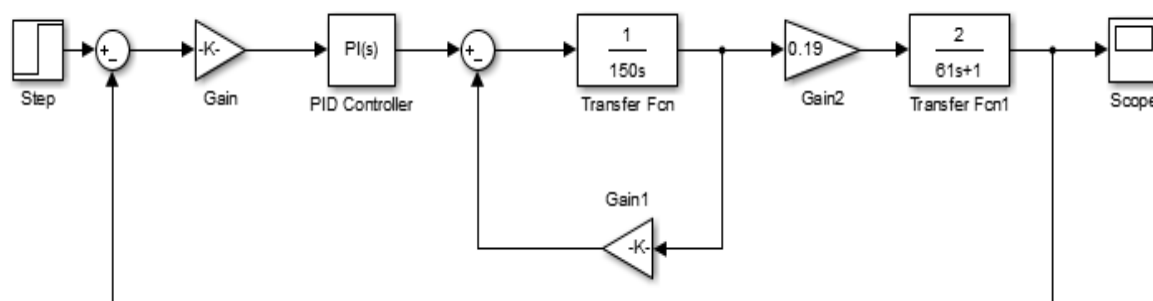 +
−
-K-
PI(s)
+
−
1
150s
0.19
2
61s+1
Step
Gain
PID Controller
Transfer Fcn
Gain2
Transfer Fcn1
Scope
Gain1
-K-